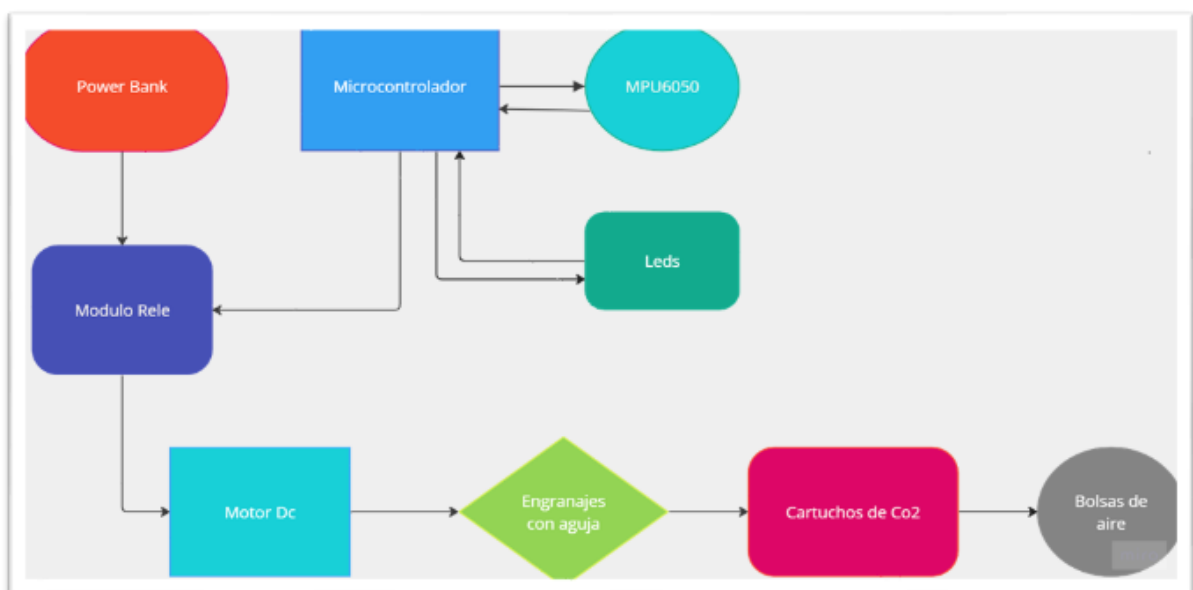 Power Bank
Microcontrolador
MPU6050
Leds
Modulo Rele
Motor Dc
Engranajes
con aguja
Cartuchos de Co2
Bolsas de
aire